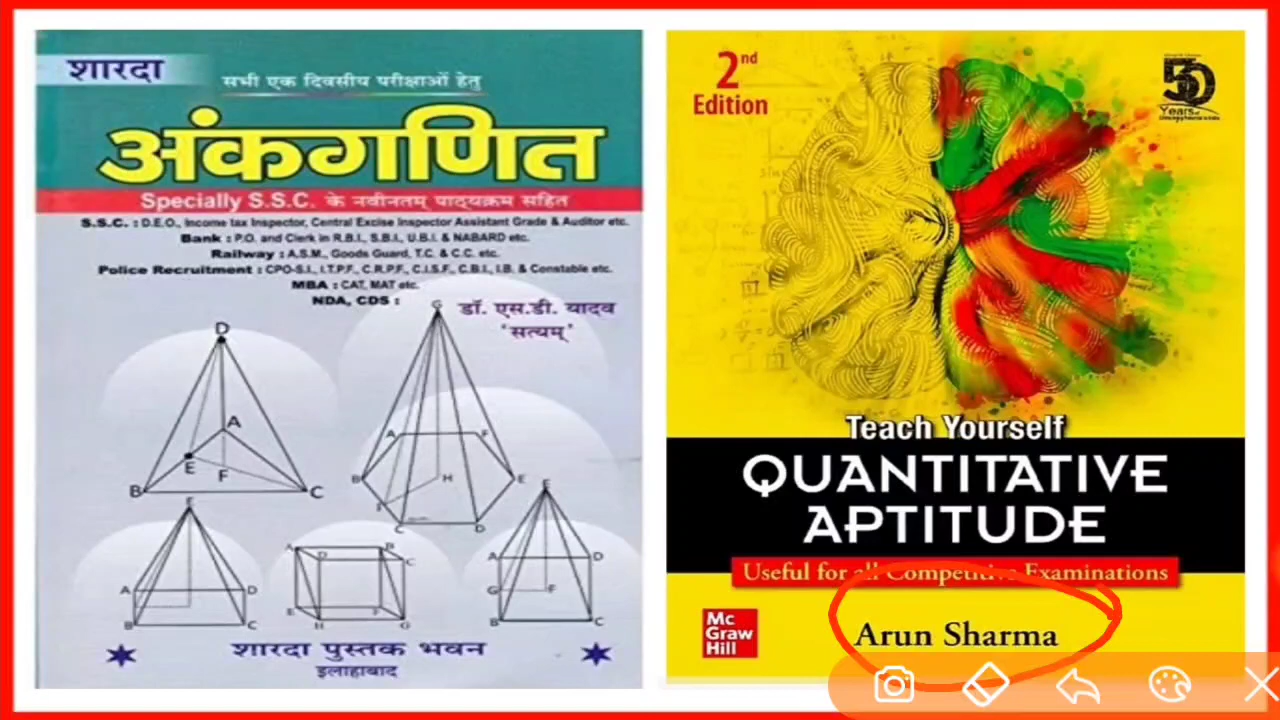 शारदा
सभी एक दिवसीय परीक्षाओं हेतु
अंकगणित
Specially S.S.C. के नवीनतम् पाठ्यक्रम सहित
S.S.C. : D.E.O., Income tax Inspector, Central Excise Inspector Assistant Grade & Auditor etc.
Bank : P.O. and Clerk in R.B.I., S.B.I., U.B.I. & NABARD etc.
Railway : A.S.M., Goods Guard, T.C. & C.C. etc.
Police Recruitment : CPO-S.I., I.T.P.F., C.R.P.F., C.I.S.F., C.B.I., I.B. & Constable etc.
MBA : CAT, MAT etc.
NDA, CDS :
डॉ. एस.डी. यादव
‘सत्यम्’
D
A
E
F
B
C
G
A
F
B
H
E
C
D
F
A
D
B
C
A
B
D
C
E
F
H
G
E
A
D
G
F
B
C
शारदा पुस्तक भवन
इलाहाबाद
2nd
Edition
50
Years
Teach Yourself
QUANTITATIVE
APTITUDE
Useful for all Competitive Examinations
Mc
Graw
Hill
Arun Sharma